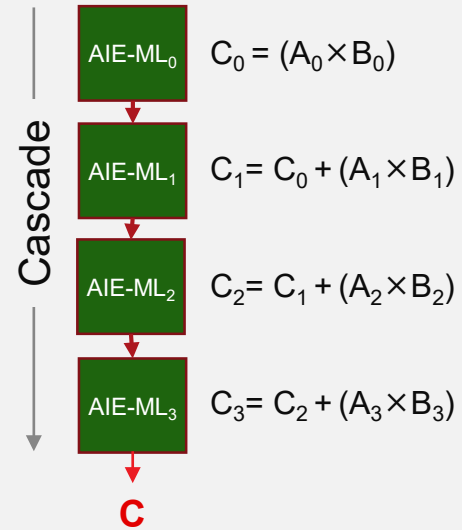 Cascade
AIE-ML₀
C₀ = (A₀×B₀)
AIE-ML₁
C₁= C₀ + (A₁×B₁)
AIE-ML₂
C₂= C₁ + (A₂×B₂)
AIE-ML₃
C₃= C₂ + (A₃×B₃)
C